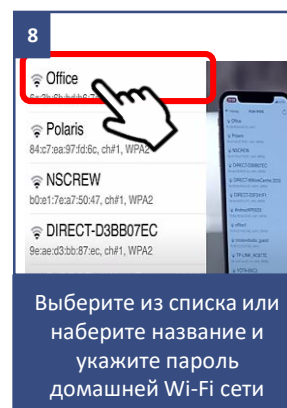 8
Office
Polaris
84:c7:ea:97:fd:6c, ch#1, WPA2
NSCREW
b0:e1:7e:a7:50:47, ch#1, WPA2
DIRECT-D3BB07EC
9e:ae:d3:bb:87:ec, ch#1, WPA2
Выберите из списка или
наберите название и
укажите пароль
домашней Wi-Fi сети